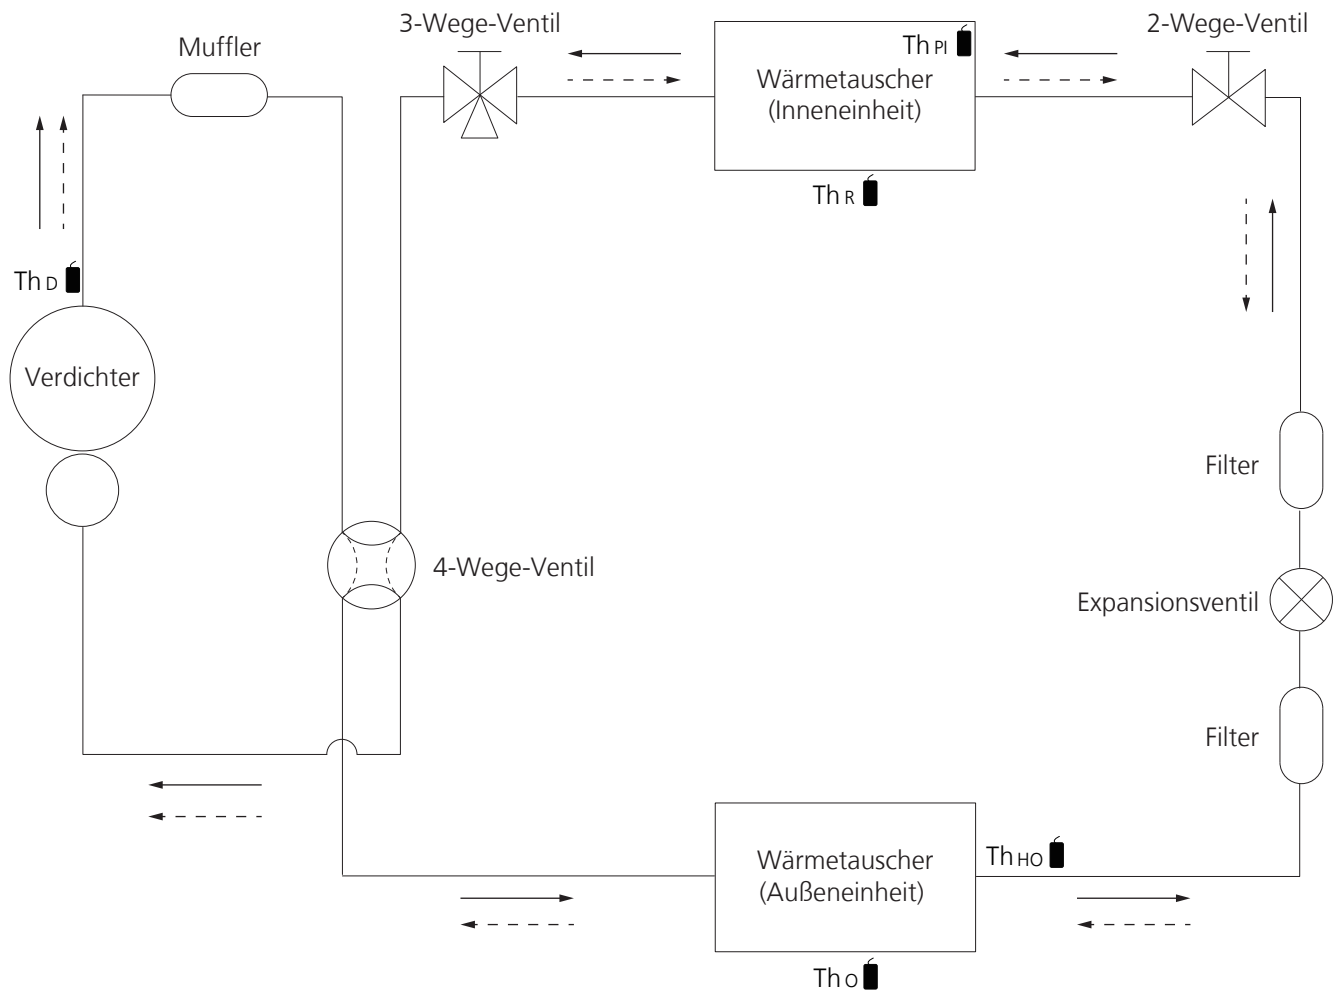 3-Wege-Ventil
2-Wege-Ventil
Muffler
Th PI
Wärmetauscher
(Inneneinheit)
Th R
Th D
Verdichter
Filter
4-Wege-Ventil
Expansionsventil
Filter
Wärmetauscher
(Außeneinheit)
Th HO
Th O